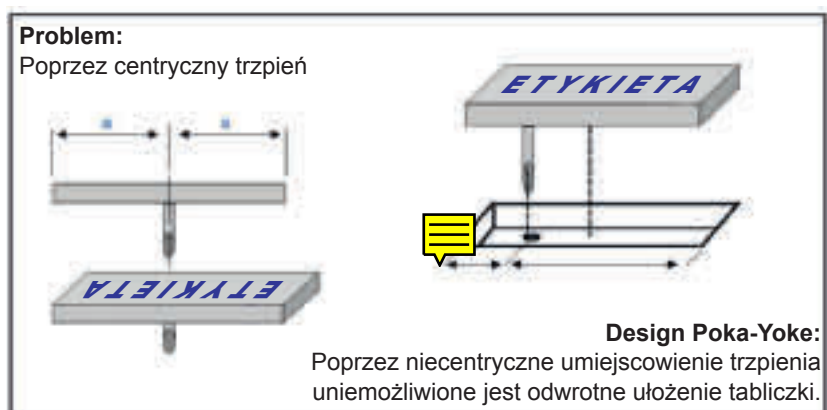 Problem:
Poprzez centryczny trzpień
ETYKIETA
a a
ETYKIETA
Design Poka-Yoke:
Poprzez niecentryczne umiejscowienie trzpienia
uniemożliwione jest odwrotne ułożenie tabliczki.